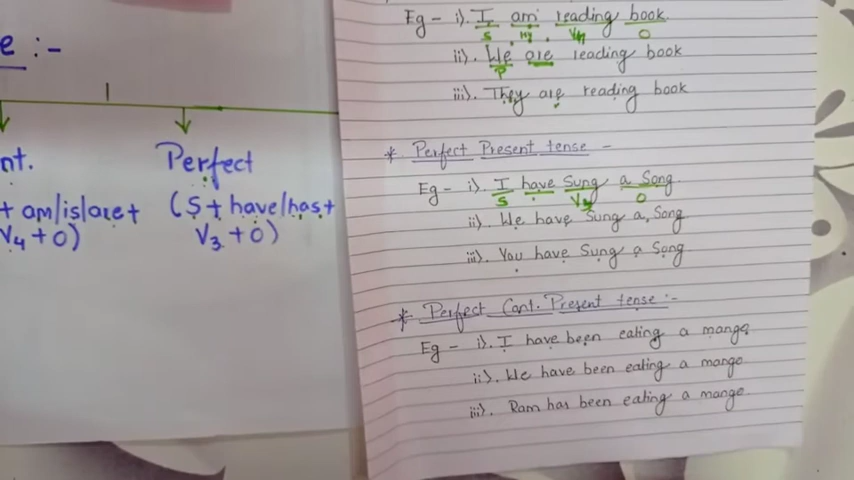 e :-
nt.
+ am/is/are+
V4 + O)
Perfect
(S + have/has+
V3 + O)
Eg - i). I am reading book.
S H.V. V4 O
ii). We are reading book
P
iii). They are reading book
* Perfect Present tense -
Eg - i). I have Sung a Song.
S V3 O
ii). We have Sung a Song
iii). You have Sung a Song
* Perfect Cont. Present tense :-
Eg - i). I have been eating a mango
ii). We have been eating a mango
iii). Ram has been eating a mango